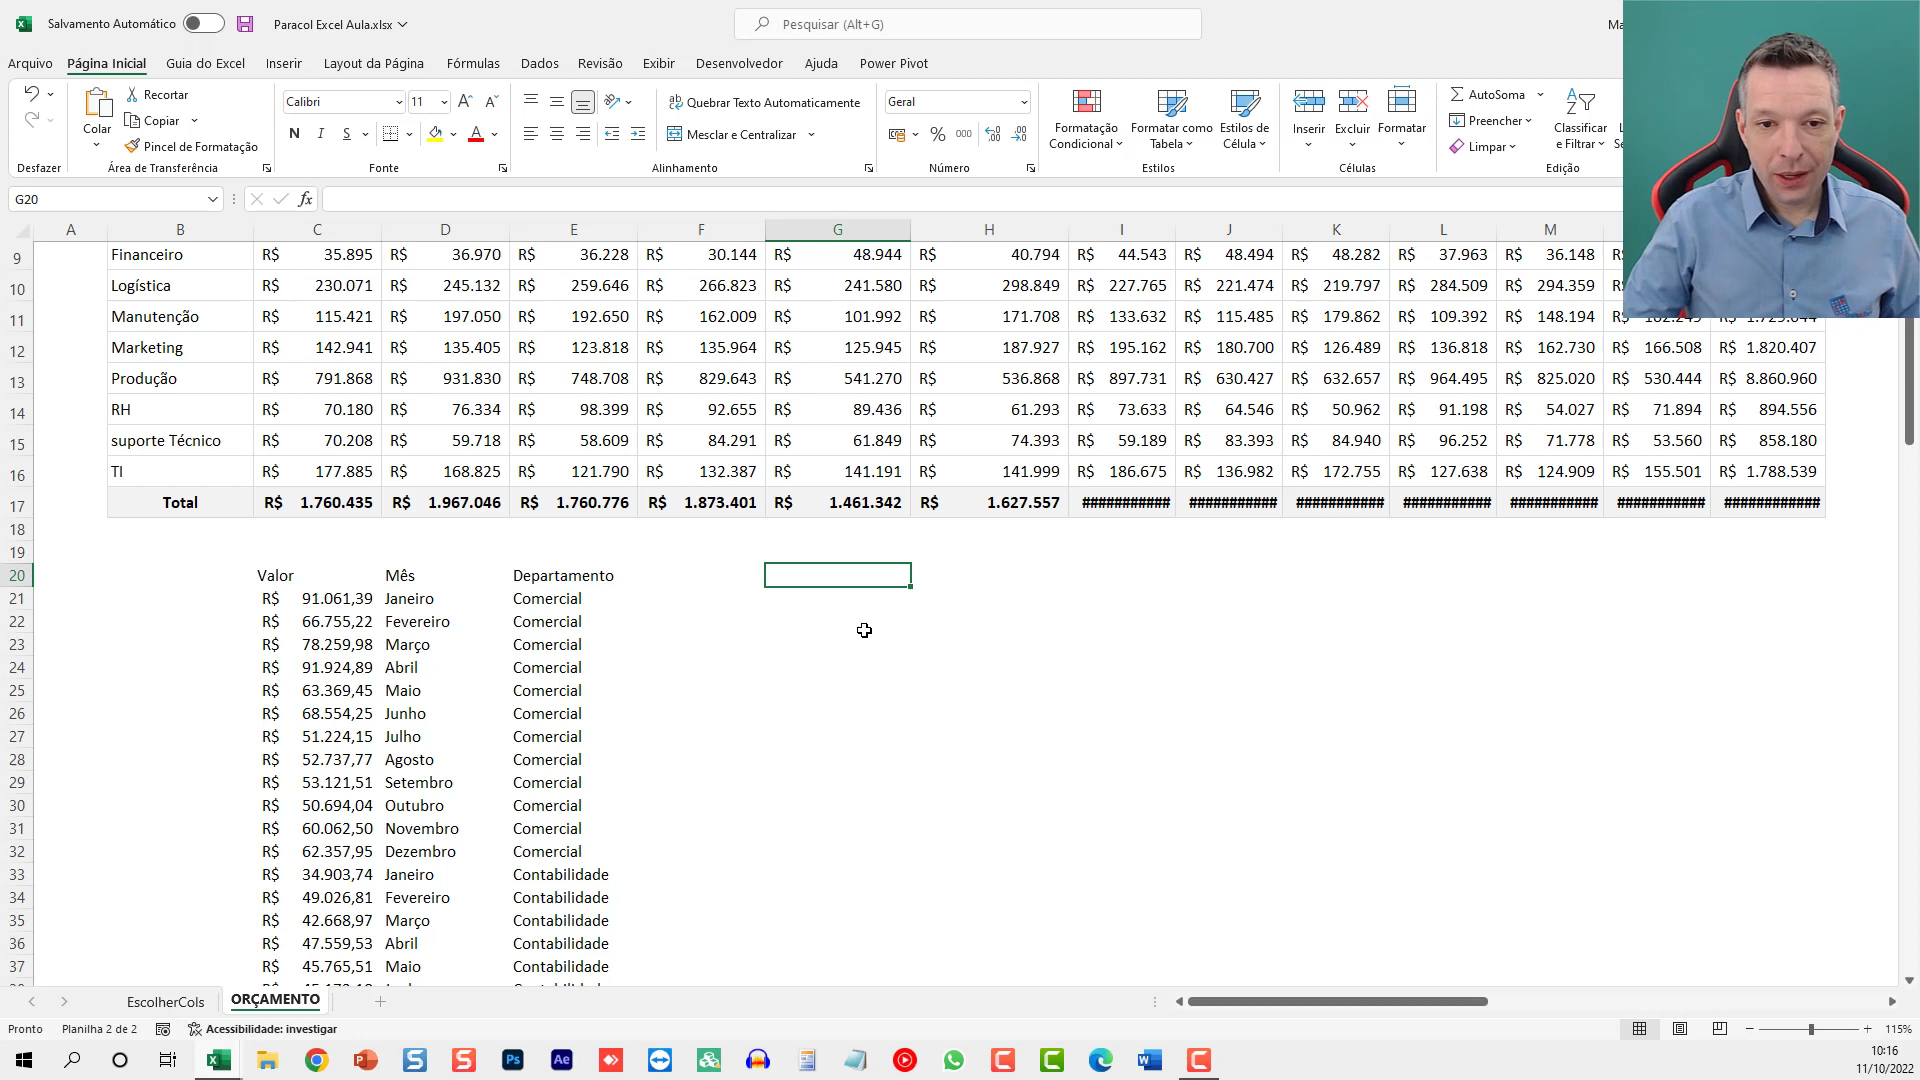 Salvamento Automático
Paracol Excel Aula.xlsx
Pesquisar (Alt+G)
Arquivo Página Inicial Guia do Excel Inserir Layout da Página Fórmulas Dados Revisão Exibir Desenvolvedor Ajuda Power Pivot
Recortar
Copiar
Pincel de Formatação
Colar
Calibri 11
N I S
Quebrar Texto Automaticamente
Mesclar e Centralizar
Geral
% 000
Formatação Condicional
Formatar como Tabela
Estilos de Célula
Inserir Excluir Formatar
AutoSoma
Preencher
Limpar
Classificar e Filtrar
Desfazer Área de Transferência Fonte Alinhamento Número Estilos Células Edição
G20 fx
A B C D E F G H I J K L M
9 Financeiro R$ 35.895 R$ 36.970 R$ 36.228 R$ 30.144 R$ 48.944 R$ 40.794 R$ 44.543 R$ 48.494 R$ 48.282 R$ 37.963 R$ 36.148
10 Logística R$ 230.071 R$ 245.132 R$ 259.646 R$ 266.823 R$ 241.580 R$ 298.849 R$ 227.765 R$ 221.474 R$ 219.797 R$ 284.509 R$ 294.359
11 Manutenção R$ 115.421 R$ 197.050 R$ 192.650 R$ 162.009 R$ 101.992 R$ 171.708 R$ 133.632 R$ 115.485 R$ 179.862 R$ 109.392 R$ 148.194
12 Marketing R$ 142.941 R$ 135.405 R$ 123.818 R$ 135.964 R$ 125.945 R$ 187.927 R$ 195.162 R$ 180.700 R$ 126.489 R$ 136.818 R$ 162.730 R$ 166.508 R$ 1.820.407
13 Produção R$ 791.868 R$ 931.830 R$ 748.708 R$ 829.643 R$ 541.270 R$ 536.868 R$ 897.731 R$ 630.427 R$ 632.657 R$ 964.495 R$ 825.020 R$ 530.444 R$ 8.860.960
14 RH R$ 70.180 R$ 76.334 R$ 98.399 R$ 92.655 R$ 89.436 R$ 61.293 R$ 73.633 R$ 64.546 R$ 50.962 R$ 91.198 R$ 54.027 R$ 71.894 R$ 894.556
15 suporte Técnico R$ 70.208 R$ 59.718 R$ 58.609 R$ 84.291 R$ 61.849 R$ 74.393 R$ 59.189 R$ 83.393 R$ 84.940 R$ 96.252 R$ 71.778 R$ 53.560 R$ 858.180
16 TI R$ 177.885 R$ 168.825 R$ 121.790 R$ 132.387 R$ 141.191 R$ 141.999 R$ 186.675 R$ 136.982 R$ 172.755 R$ 127.638 R$ 124.909 R$ 155.501 R$ 1.788.539
17 Total R$ 1.760.435 R$ 1.967.046 R$ 1.760.776 R$ 1.873.401 R$ 1.461.342 R$ 1.627.557 ########### ########### ########### ########### ########### ########### ############
18
19
20 Valor Mês Departamento
21 R$ 91.061,39 Janeiro Comercial
22 R$ 66.755,22 Fevereiro Comercial
23 R$ 78.259,98 Março Comercial
24 R$ 91.924,89 Abril Comercial
25 R$ 63.369,45 Maio Comercial
26 R$ 68.554,25 Junho Comercial
27 R$ 51.224,15 Julho Comercial
28 R$ 52.737,77 Agosto Comercial
29 R$ 53.121,51 Setembro Comercial
30 R$ 50.694,04 Outubro Comercial
31 R$ 60.062,50 Novembro Comercial
32 R$ 62.357,95 Dezembro Comercial
33 R$ 34.903,74 Janeiro Contabilidade
34 R$ 49.026,81 Fevereiro Contabilidade
35 R$ 42.668,97 Março Contabilidade
36 R$ 47.559,53 Abril Contabilidade
37 R$ 45.765,51 Maio Contabilidade
EscolherCols ORÇAMENTO
Pronto Planilha 2 de 2 Acessibilidade: investigar 115%
10:16
11/10/2022